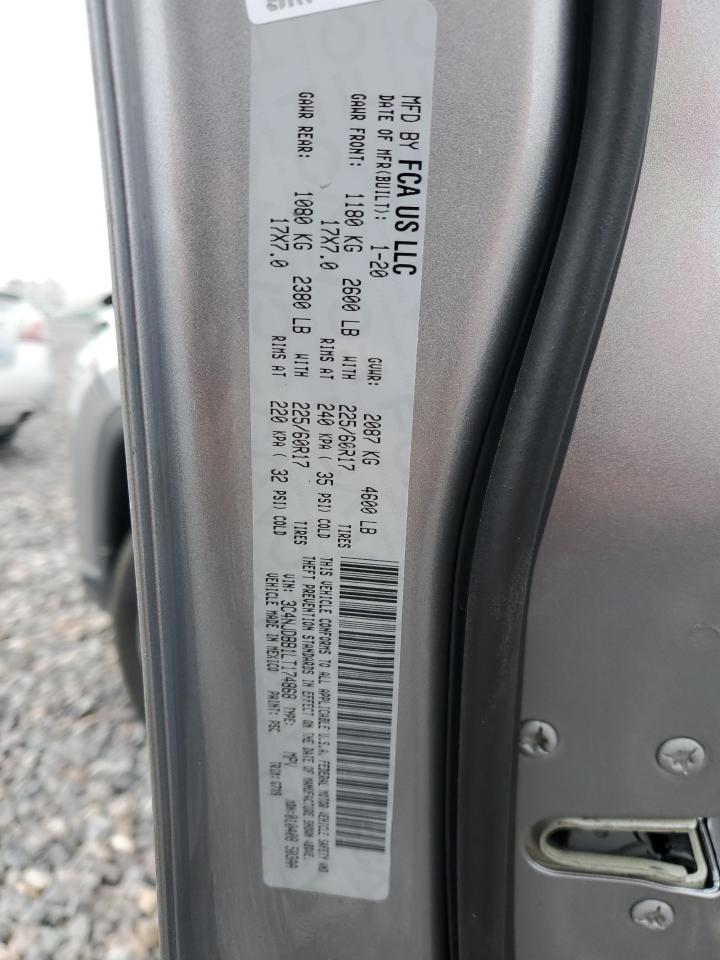 MFD BY FCA US LLC
DATE OF MFR(BUILT): 1-20 GVWR: 2087 KG 4600 LB
GAWR FRONT: 1180 KG 2600 LB WITH 225/60R17 TIRES
17X7.0 RIMS AT 240 KPA ( 35 PSI) COLD
GAWR REAR: 1080 KG 2380 LB WITH 225/60R17 TIRES
17X7.0 RIMS AT 220 KPA ( 32 PSI) COLD
THIS VEHICLE CONFORMS TO ALL APPLICABLE U.S.A. FEDERAL MOTOR VEHICLE SAFETY AND
THEFT PREVENTION STANDARDS IN EFFECT ON THE DATE OF MANUFACTURE SHOWN ABOVE.
VIN: 3C4NJDBB1LT174868 TYPE: MPV
VEHICLE MADE IN MEXICO PAINT: PSC